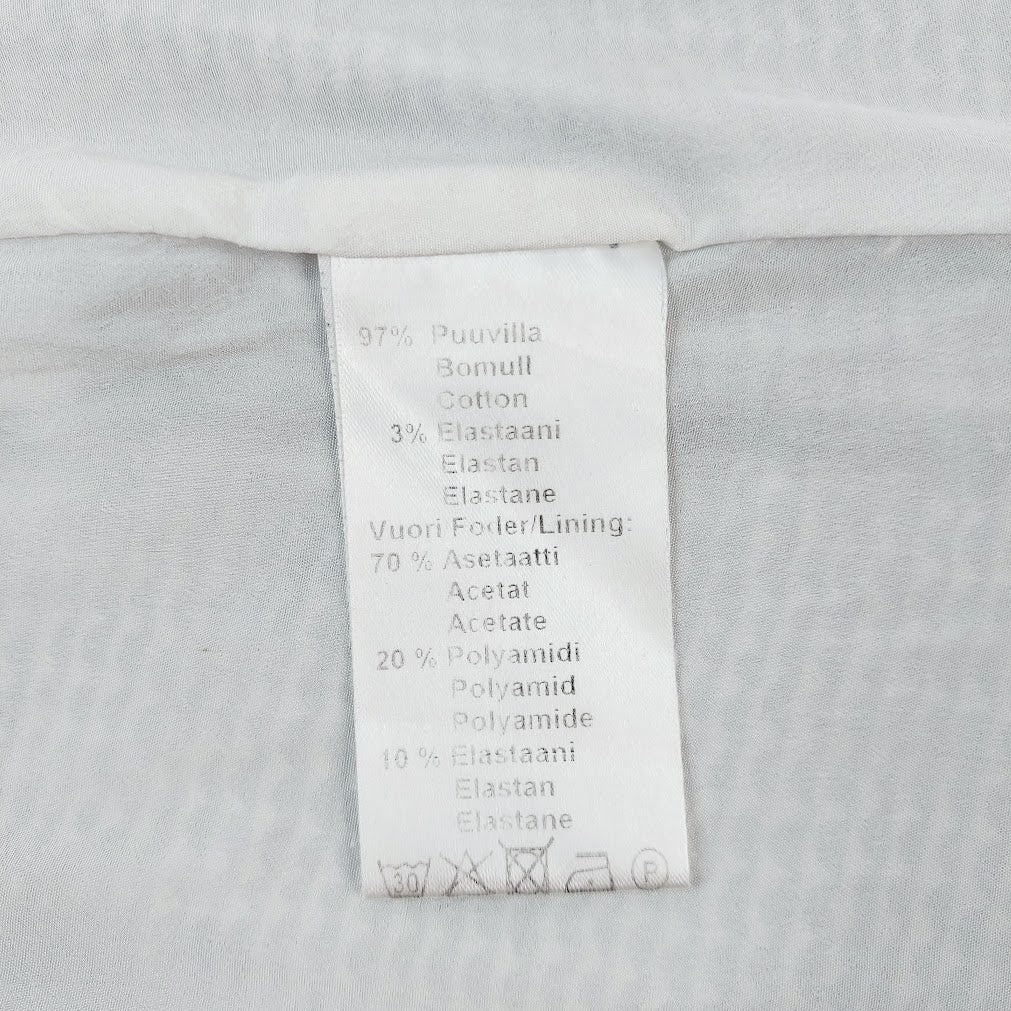 97% Puuvilla
Bomull
Cotton
3% Elastaani
Elastan
Elastane
Vuori Foder/Lining:
70 % Asetaatti
Acetat
Acetate
20 % Polyamidi
Polyamid
Polyamide
10 % Elastaani
Elastan
Elastane
30 P